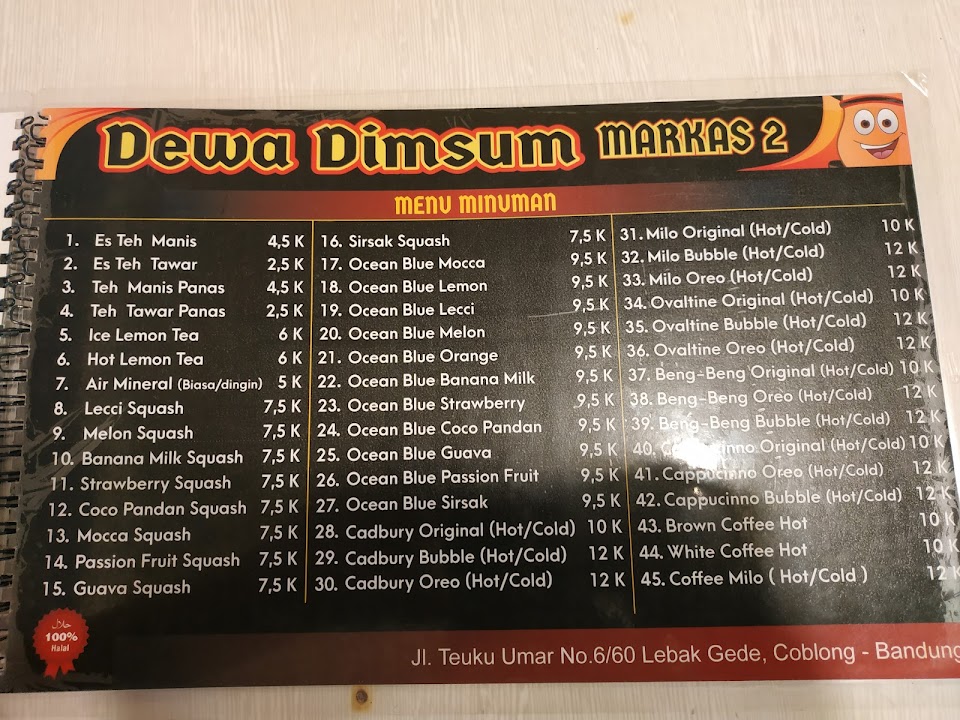 Dewa Dimsum MARKAS 2
MENU MINUMAN
1. Es Teh Manis 4,5 K
2. Es Teh Tawar 2,5 K
3. Teh Manis Panas 4,5 K
4. Teh Tawar Panas 2,5 K
5. Ice Lemon Tea 6 K
6. Hot Lemon Tea 6 K
7. Air Mineral (Biasa/dingin) 5 K
8. Lecci Squash 7,5 K
9. Melon Squash 7,5 K
10. Banana Milk Squash 7,5 K
11. Strawberry Squash 7,5 K
12. Coco Pandan Squash 7,5 K
13. Mocca Squash 7,5 K
14. Passion Fruit Squash 7,5 K
15. Guava Squash 7,5 K
16. Sirsak Squash 7,5 K
17. Ocean Blue Mocca 9,5 K
18. Ocean Blue Lemon 9,5 K
19. Ocean Blue Lecci 9,5 K
20. Ocean Blue Melon 9,5 K
21. Ocean Blue Orange 9,5 K
22. Ocean Blue Banana Milk 9,5 K
23. Ocean Blue Strawberry 9,5 K
24. Ocean Blue Coco Pandan 9,5 K
25. Ocean Blue Guava 9,5 K
26. Ocean Blue Passion Fruit 9,5 K
27. Ocean Blue Sirsak 9,5 K
28. Cadbury Original (Hot/Cold) 10 K
29. Cadbury Bubble (Hot/Cold) 12 K
30. Cadbury Oreo (Hot/Cold) 12 K
31. Milo Original (Hot/Cold) 10 K
32. Milo Bubble (Hot/Cold) 12 K
33. Milo Oreo (Hot/Cold) 12 K
34. Ovaltine Original (Hot/Cold) 10 K
35. Ovaltine Bubble (Hot/Cold) 12 K
36. Ovaltine Oreo (Hot/Cold) 12 K
37. Beng-Beng Original (Hot/Cold) 10 K
38. Beng-Beng Oreo (Hot/Cold) 12 K
39. Beng-Beng Bubble (Hot/Cold) 12 K
40. Cappucinno Original (Hot/Cold) 10 K
41. Cappucinno Oreo (Hot/Cold) 12 K
42. Cappucinno Bubble (Hot/Cold) 12 K
43. Brown Coffee Hot 10 K
44. White Coffee Hot 10 K
45. Coffee Milo ( Hot/Cold ) 12 K
حلال
100%
Halal
Jl. Teuku Umar No.6/60 Lebak Gede, Coblong - Bandung